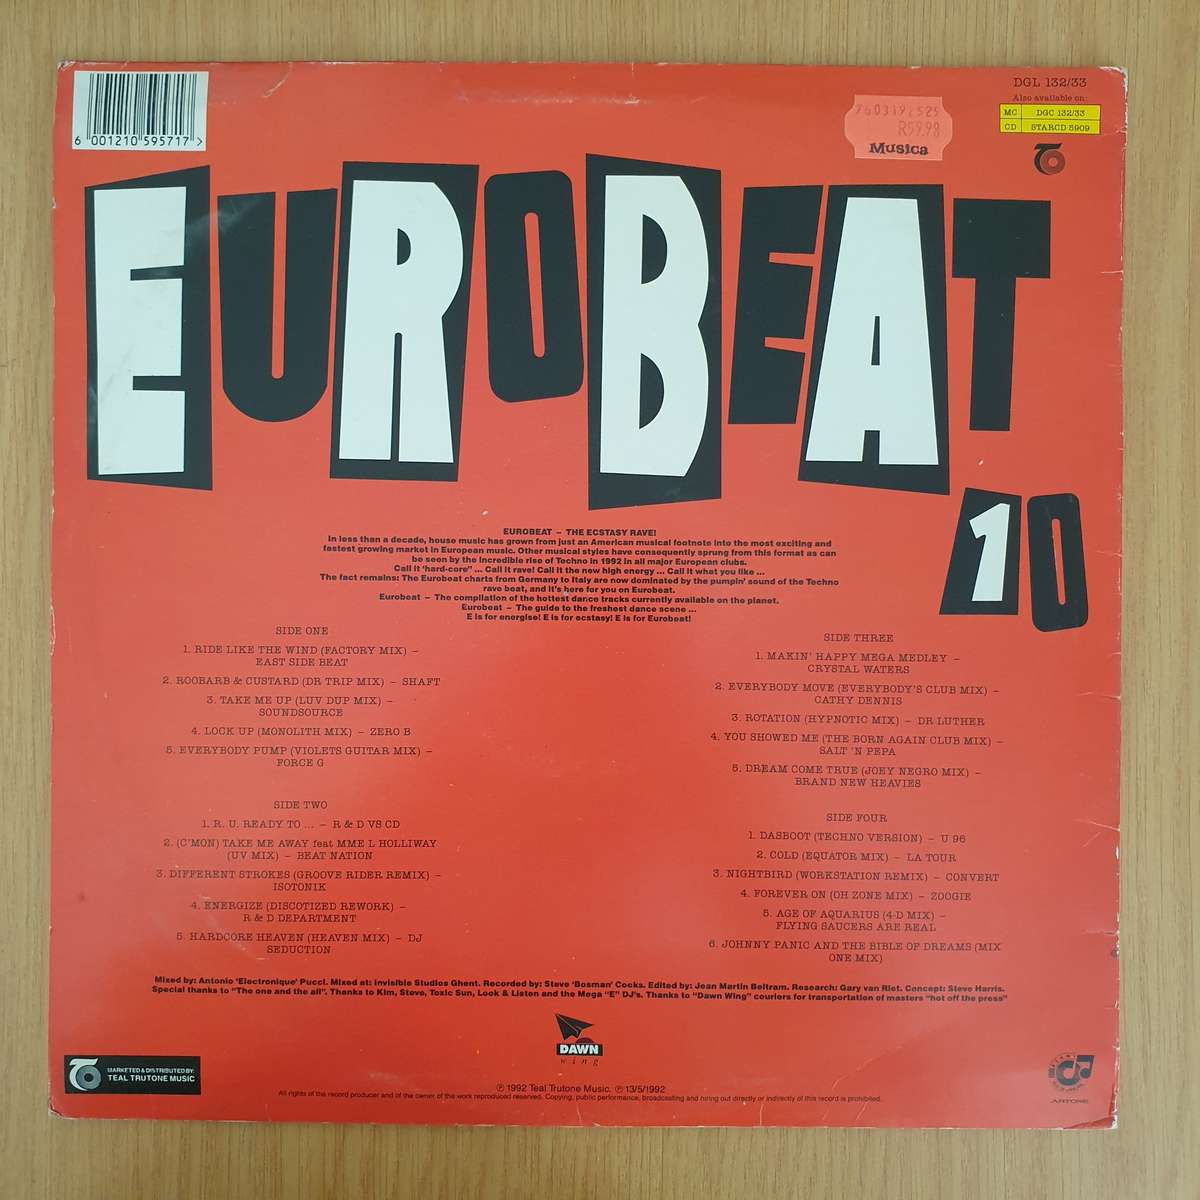 6 001210 595717 >
7603192525
R59.98
Musica
DGL 132/33
Also available on:
MC DGC 132/33
CD STARCD 5909
EUROBEAT
10
EUROBEAT – THE ECSTASY RAVE!
In less than a decade, house music has grown from just an American musical footnote into the most exciting and
fastest growing market in European music. Other musical styles have consequently sprung from this format as can
be seen by the incredible rise of Techno in 1992 in all major European clubs.
Call it 'hard-core" ... Call it rave! Call it the new high energy ... Call it what you like ...
The fact remains: The Eurobeat charts from Germany to Italy are now dominated by the pumpin' sound of the Techno
rave beat, and it's here for you on Eurobeat.
Eurobeat – The compilation of the hottest dance tracks currently available on the planet.
Eurobeat – The guide to the freshest dance scene ...
E is for energise! E is for ecstasy! E is for Eurobeat!
SIDE ONE
1. RIDE LIKE THE WIND (FACTORY MIX) –
EAST SIDE BEAT
2. ROOBARB & CUSTARD (DR TRIP MIX) – SHAFT
3. TAKE ME UP (LUV DUP MIX) –
SOUNDSOURCE
4. LOCK UP (MONOLITH MIX) – ZERO B
5. EVERYBODY PUMP (VIOLETS GUITAR MIX) –
FORCE G
SIDE TWO
1. R. U. READY TO ... – R & D VS CD
2. (C'MON) TAKE ME AWAY feat MME L HOLLIWAY
(UV MIX) – BEAT NATION
3. DIFFERENT STROKES (GROOVE RIDER REMIX) –
ISOTONIK
4. ENERGIZE (DISCOTIZED REWORK) –
R & D DEPARTMENT
5. HARDCORE HEAVEN (HEAVEN MIX) – DJ
SEDUCTION
SIDE THREE
1. MAKIN' HAPPY MEGA MEDLEY –
CRYSTAL WATERS
2. EVERYBODY MOVE (EVERYBODY'S CLUB MIX) –
CATHY DENNIS
3. ROTATION (HYPNOTIC MIX) – DR LUTHER
4. YOU SHOWED ME (THE BORN AGAIN CLUB MIX) –
SALT 'N PEPA
5. DREAM COME TRUE (JOEY NEGRO MIX) –
BRAND NEW HEAVIES
SIDE FOUR
1. DASBOOT (TECHNO VERSION) – U 96
2. COLD (EQUATOR MIX) – LA TOUR
3. NIGHTBIRD (WORKSTATION REMIX) – CONVERT
4. FOREVER ON (OH ZONE MIX) – ZOOGIE
5. AGE OF AQUARIUS (4-D MIX) –
FLYING SAUCERS ARE REAL
6. JOHNNY PANIC AND THE BIBLE OF DREAMS (MIX
ONE MIX)
Mixed by: Antonio 'Electronique' Pucci. Mixed at: Invisible Studios Ghent. Recorded by: Steve 'Bosman' Cooks. Edited by: Jean Martin Beltram. Research: Gary van Riet. Concept: Steve Harris.
Special thanks to "The one and the all". Thanks to Kim, Steve, Toxic Sun, Look & Listen and the Mega "E" DJ's. Thanks to "Dawn Wing" couriers for transportation of masters "hot off the press"
DAWN
wing
MARKETED & DISTRIBUTED BY:
TEAL TRUTONE MUSIC
℗ 1992 Teal Trutone Music. ℗ 13/5/1992
All rights of the record producer and of the owner of the work reproduced reserved. Copying, public performance, broadcasting and hiring out directly or indirectly of this record is prohibited.
ARTONE